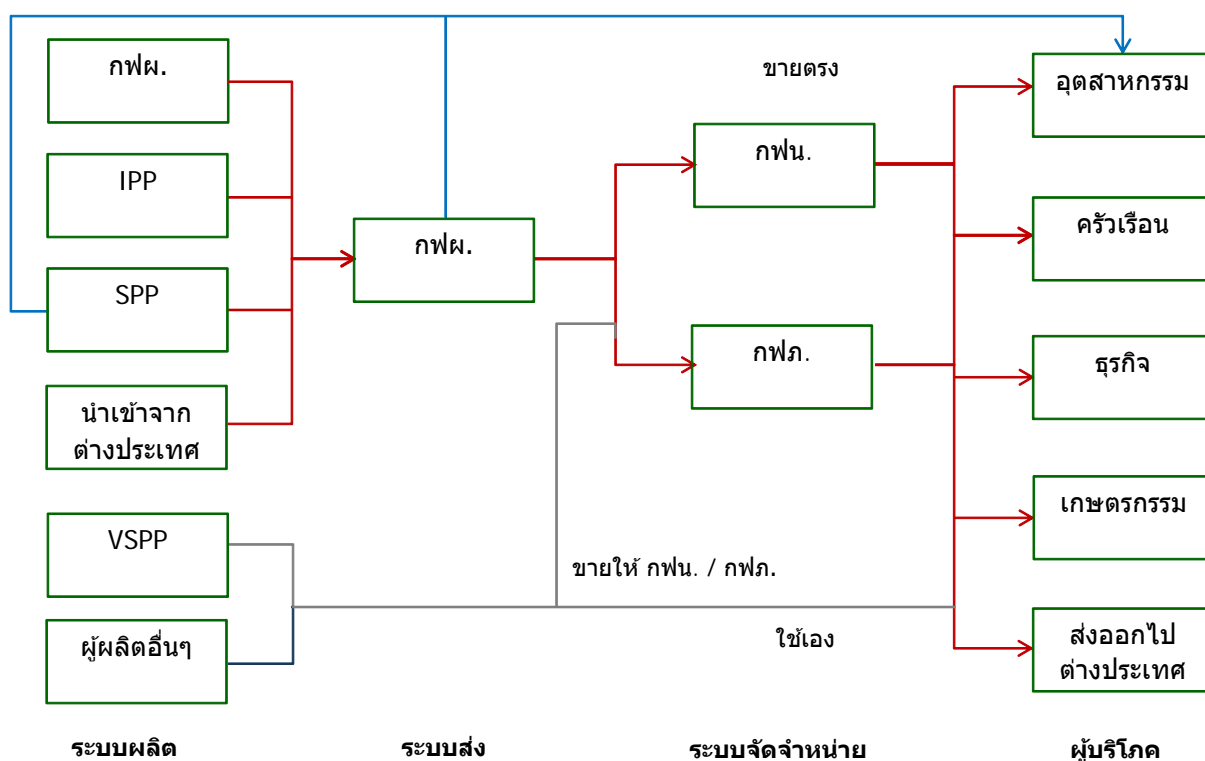 กฟผ.
IPP
SPP
นำเข้าจาก
ต่างประเทศ
VSPP
ผู้ผลิตอื่นๆ
ระบบผลิต
กฟผ.
ระบบส่ง
ขายตรง
กฟน.
กฟภ.
ขายให้ กฟน. / กฟภ.
ใช้เอง
ระบบจัดจำหน่าย
อุตสาหกรรม
ครัวเรือน
ธุรกิจ
เกษตรกรรม
ส่งออกไป
ต่างประเทศ
ผู้บริโภค